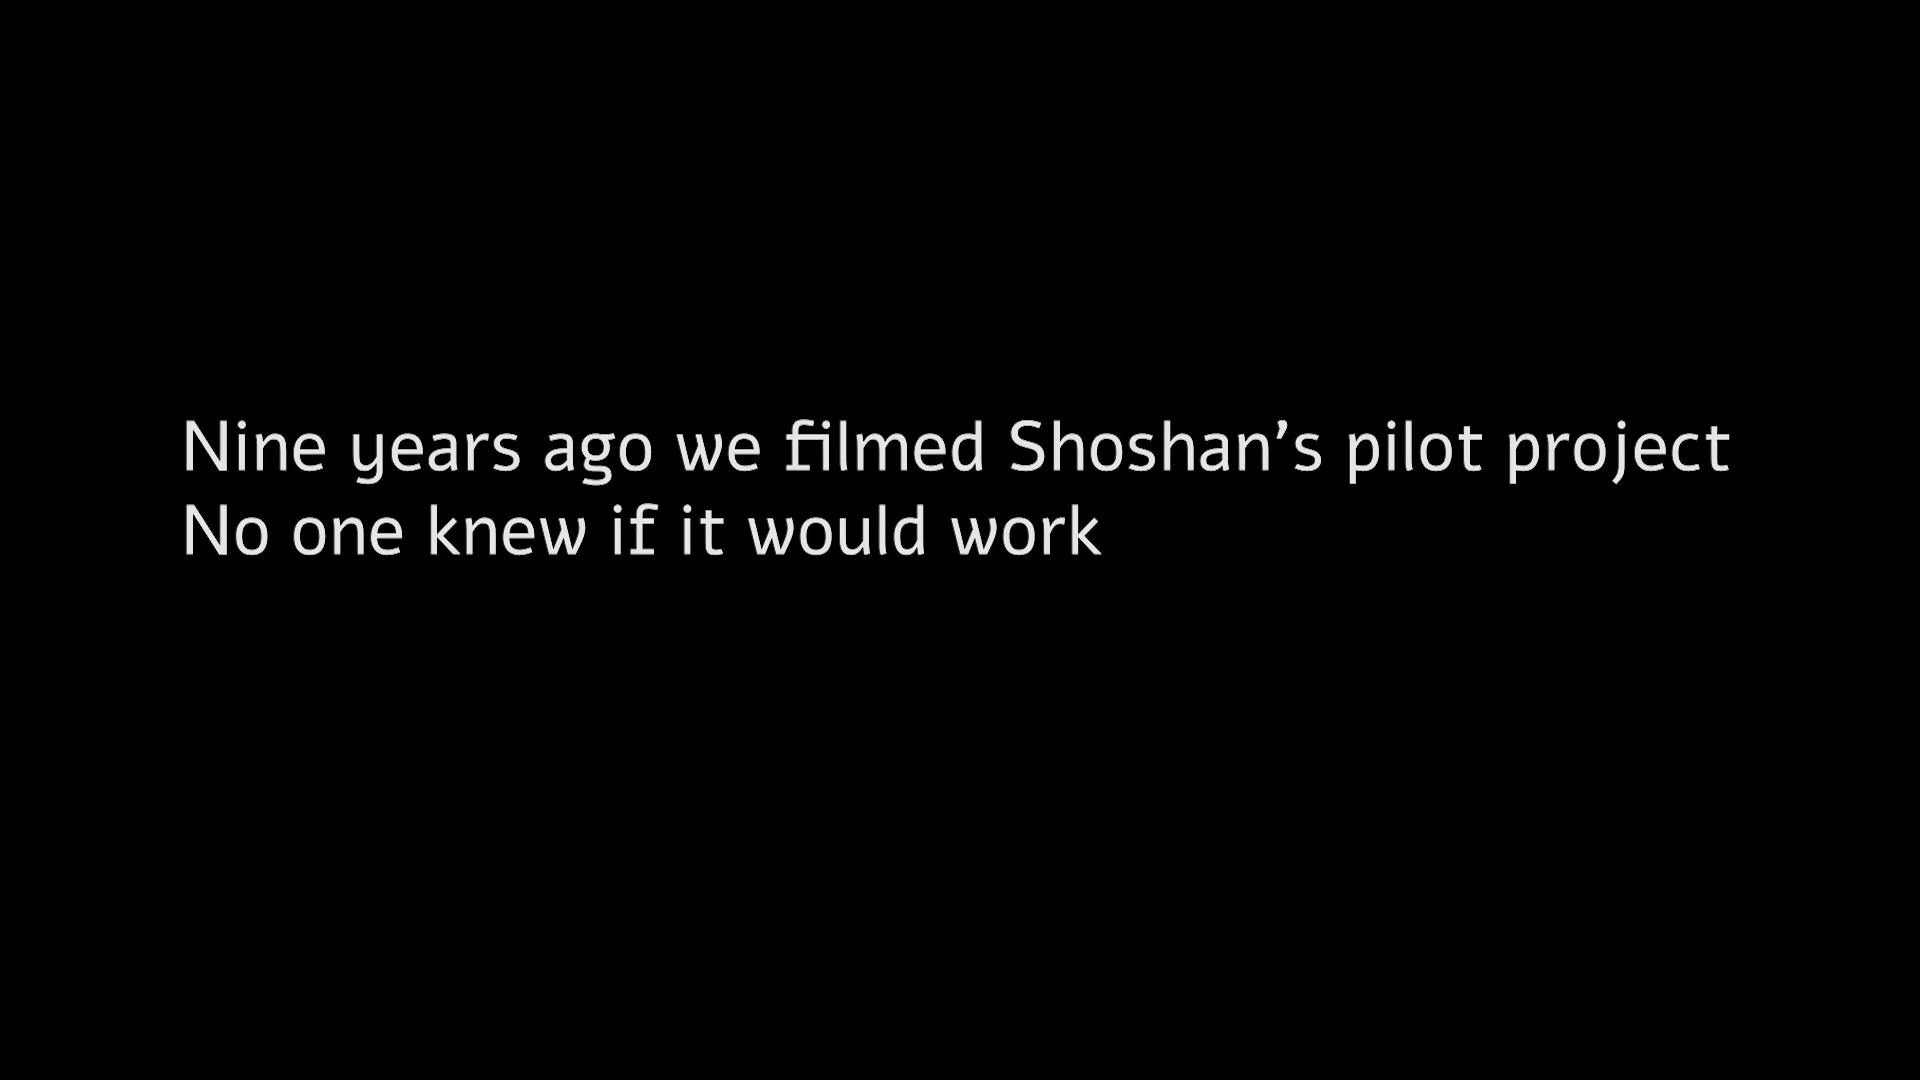 Nine years ago we filmed Shoshan’s pilot project
No one knew if it would work